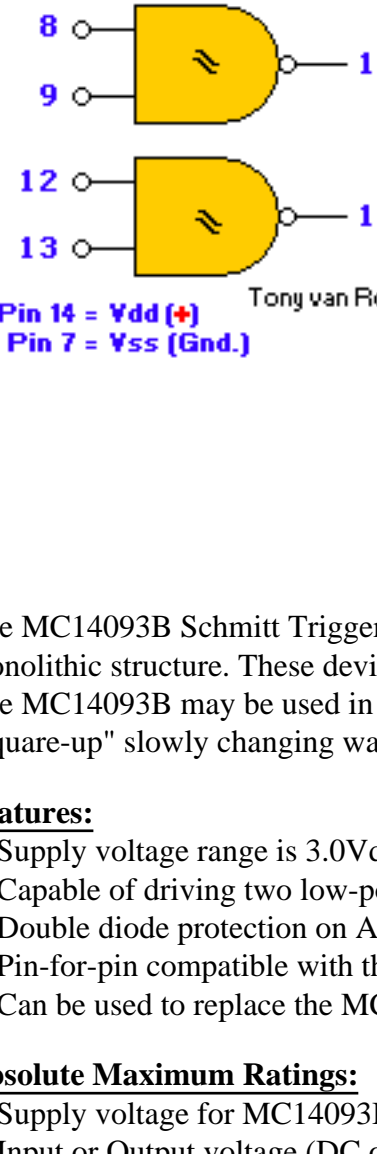 8
9
1
12
13
1
Tony van R
Pin 14 = Vdd (+)
Pin 7 = Vss (Gnd.)
e MC14093B Schmitt Trigger
onolithic structure. These devi
e MC14093B may be used in
quare-up" slowly changing wa
atures:
Supply voltage range is 3.0Vd
Capable of driving two low-po
Double diode protection on A
Pin-for-pin compatible with th
Can be used to replace the MC
solute Maximum Ratings:
Supply voltage for MC14093B
Input or Output voltage (DC o